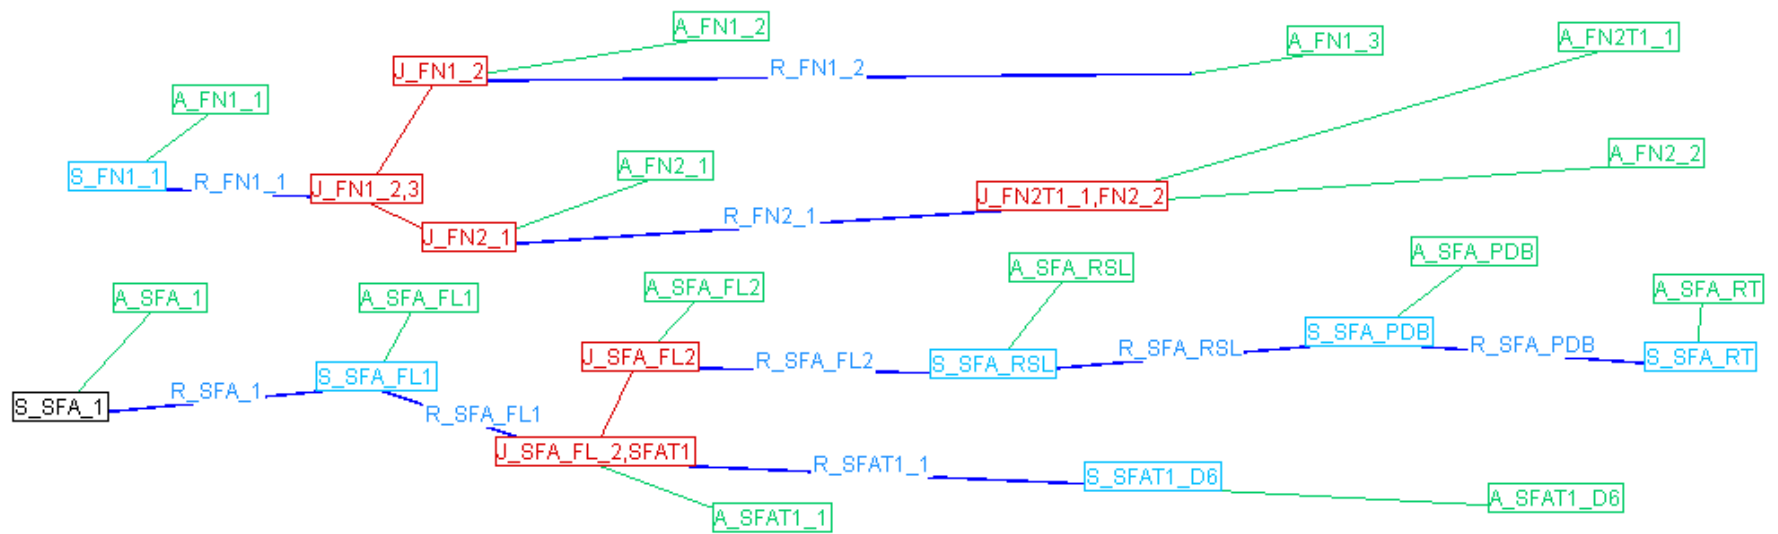 A_FN1_2
A_FN1_3
A_FN2T1_1
J_FN1_2
R_FN1_2
A_FN1_1
A_FN2_1
A_FN2_2
S_FN1_1
R_FN1_1
J_FN1_2,3
J_FN2T1_1,FN2_2
R_FN2_1
J_FN2_1
A_SFA_PDB
A_SFA_RSL
A_SFA_1
A_SFA_FL1
A_SFA_FL2
A_SFA_RT
S_SFA_PDB
R_SFA_RSL
R_SFA_PDB
J_SFA_FL2
R_SFA_FL2
S_SFA_RSL
S_SFA_RT
S_SFA_FL1
R_SFA_1
S_SFA_1
R_SFA_FL1
J_SFA_FL_2,SFAT1
R_SFAT1_1
S_SFAT1_D6
A_SFAT1_D6
A_SFAT1_1